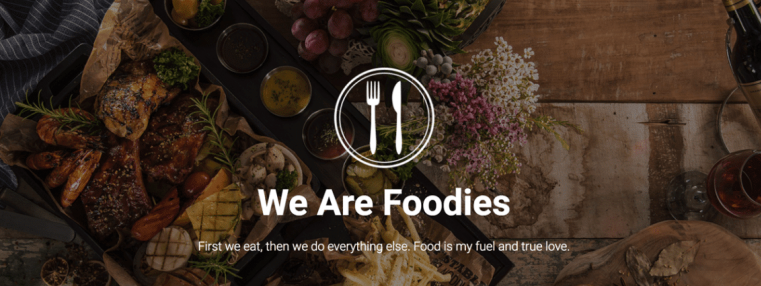 We Are Foodies
First we eat, then we do everything else. Food is my fuel and true love.